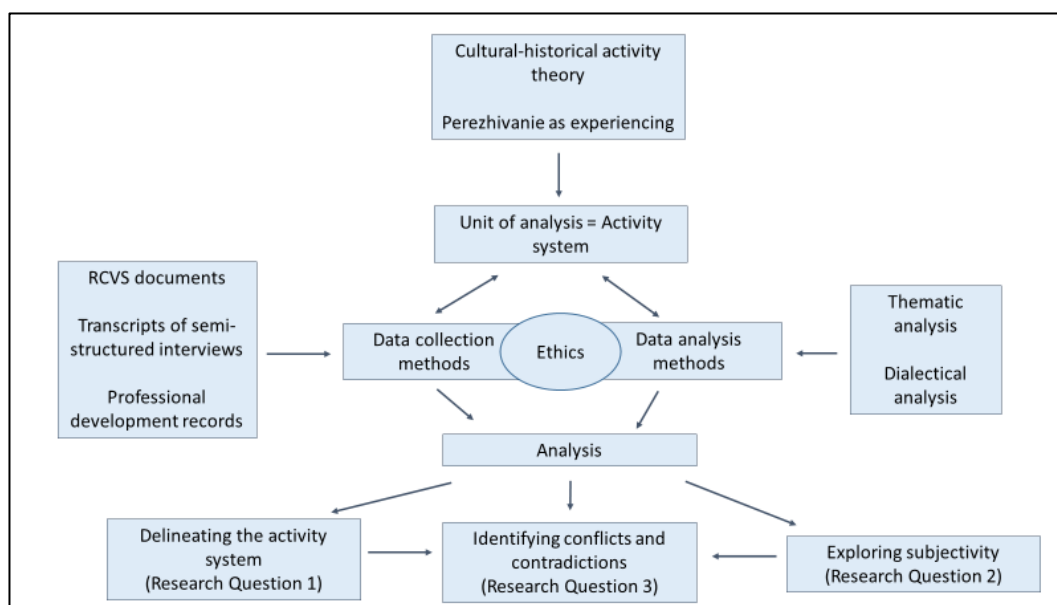 Cultural-historical activity
theory
Perezhivanie as experiencing
Unit of analysis = Activity
system
RCVS documents
Transcripts of semi-
structured interviews
Professional
development records
Data collection
methods
Ethics
Data analysis
methods
Thematic
analysis
Dialectical
analysis
Analysis
Delineating the activity
system
(Research Question 1)
Identifying conflicts and
contradictions
(Research Question 3)
Exploring subjectivity
(Research Question 2)